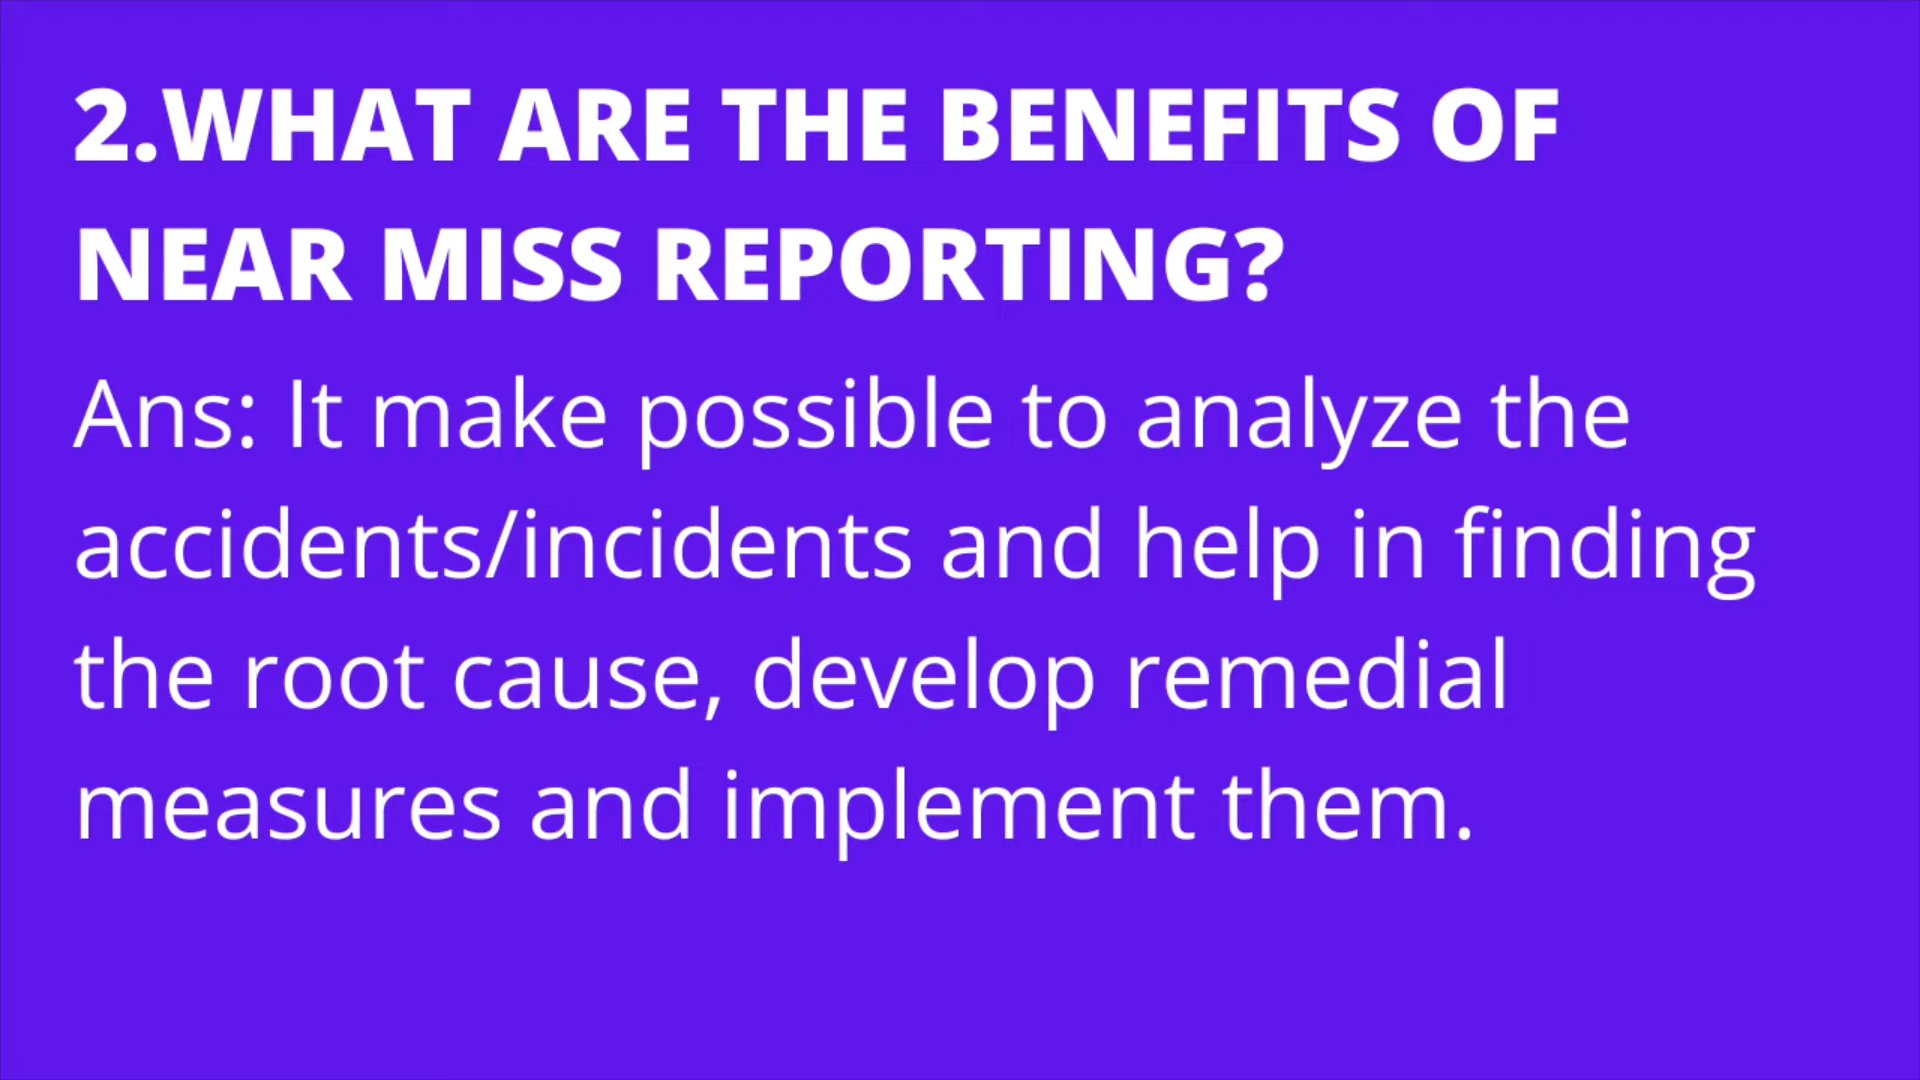 2.WHAT ARE THE BENEFITS OF
NEAR MISS REPORTING?
Ans: It make possible to analyze the
accidents/incidents and help in finding
the root cause, develop remedial
measures and implement them.